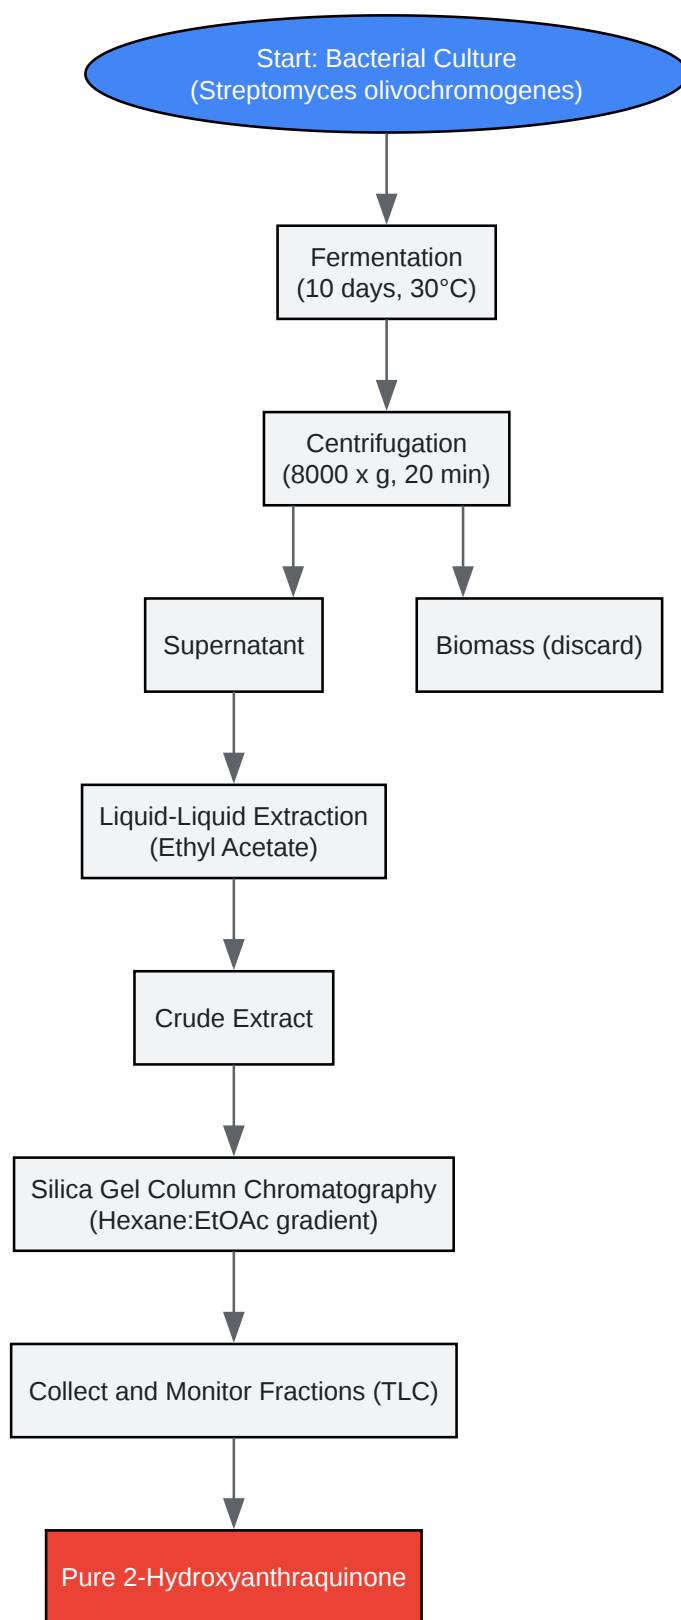 Start: Bacterial Culture
(Streptomyces olivochromogenes)
Fermentation
(10 days, 30°C)
Centrifugation
(8000 x g, 20 min)
Supernatant
Biomass (discard)
Liquid-Liquid Extraction
(Ethyl Acetate)
Crude Extract
Silica Gel Column Chromatography
(Hexane:EtOAc gradient)
Collect and Monitor Fractions (TLC)
Pure 2-Hydroxyanthraquinone